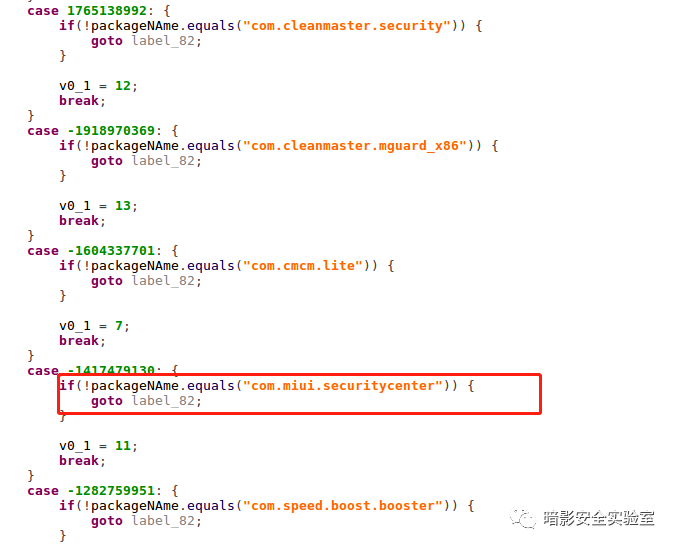 case 1765138992: {
if(!packageNAme.equals("com.cleanmaster.security")) {
goto label_82;
}
v0_1 = 12;
break;
}
case -1918970369: {
if(!packageNAme.equals("com.cleanmaster.mguard_x86")) {
goto label_82;
}
v0_1 = 13;
break;
}
case -1604337701: {
if(!packageNAme.equals("com.cmcm.lite")) {
goto label_82;
}
v0_1 = 7;
break;
}
case -1417479130: {
if(!packageNAme.equals("com.miui.securitycenter")) {
goto label_82;
}
v0_1 = 11;
break;
}
case -1282759951: {
if(!packageNAme.equals("com.speed.boost.booster")) {
goto label_82;
}
暗影安全实验室